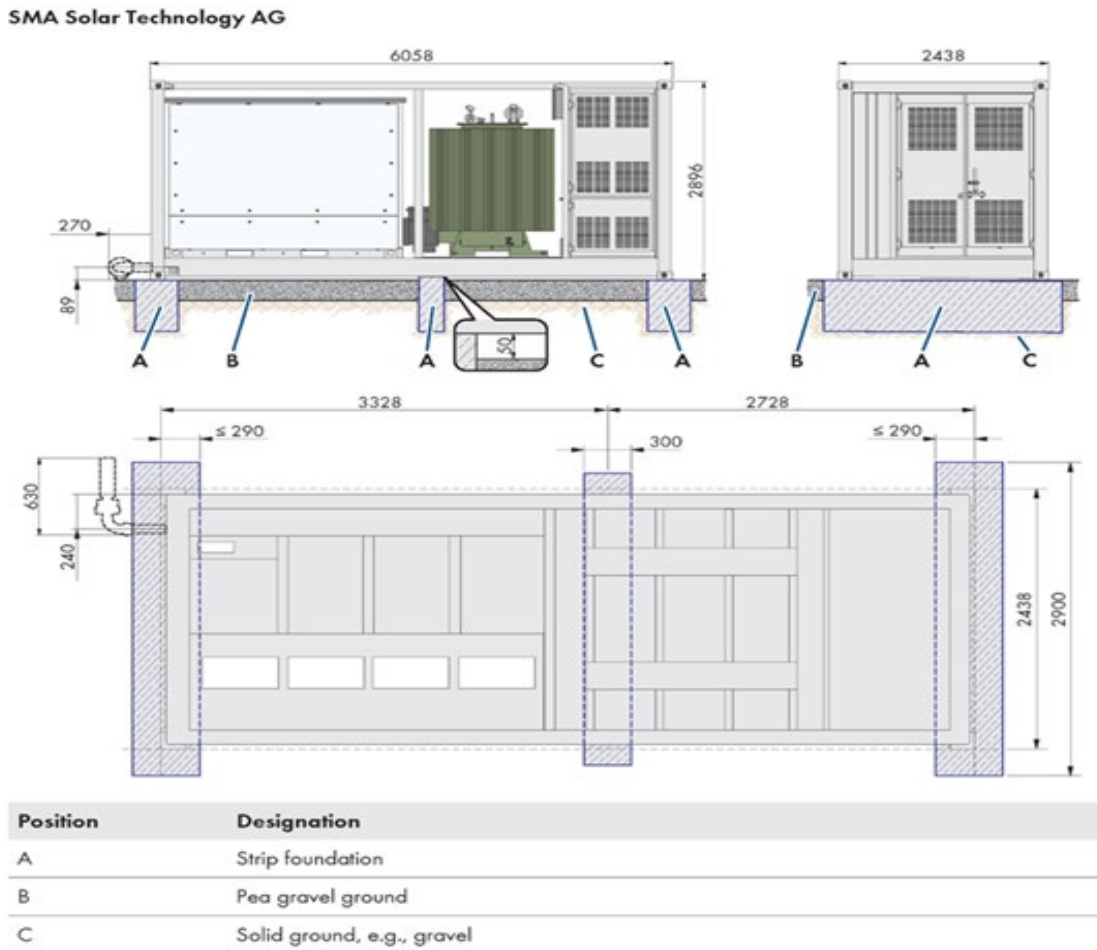 SMA Solar Technology AG
6058
2438
2896
270
89
50
A
B
A
C
A
B
A
C
3328
2728
≤ 290
300
≤ 290
630
240
2438
2900
Position Designation
A Strip foundation
B Pea gravel ground
C Solid ground, e.g., gravel